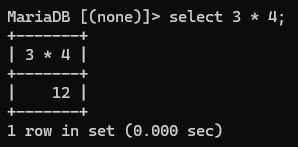 MariaDB [(none)]> select 3 * 4;
+-------+
| 3 * 4 |
+-------+
|    12 |
+-------+
1 row in set (0.000 sec)